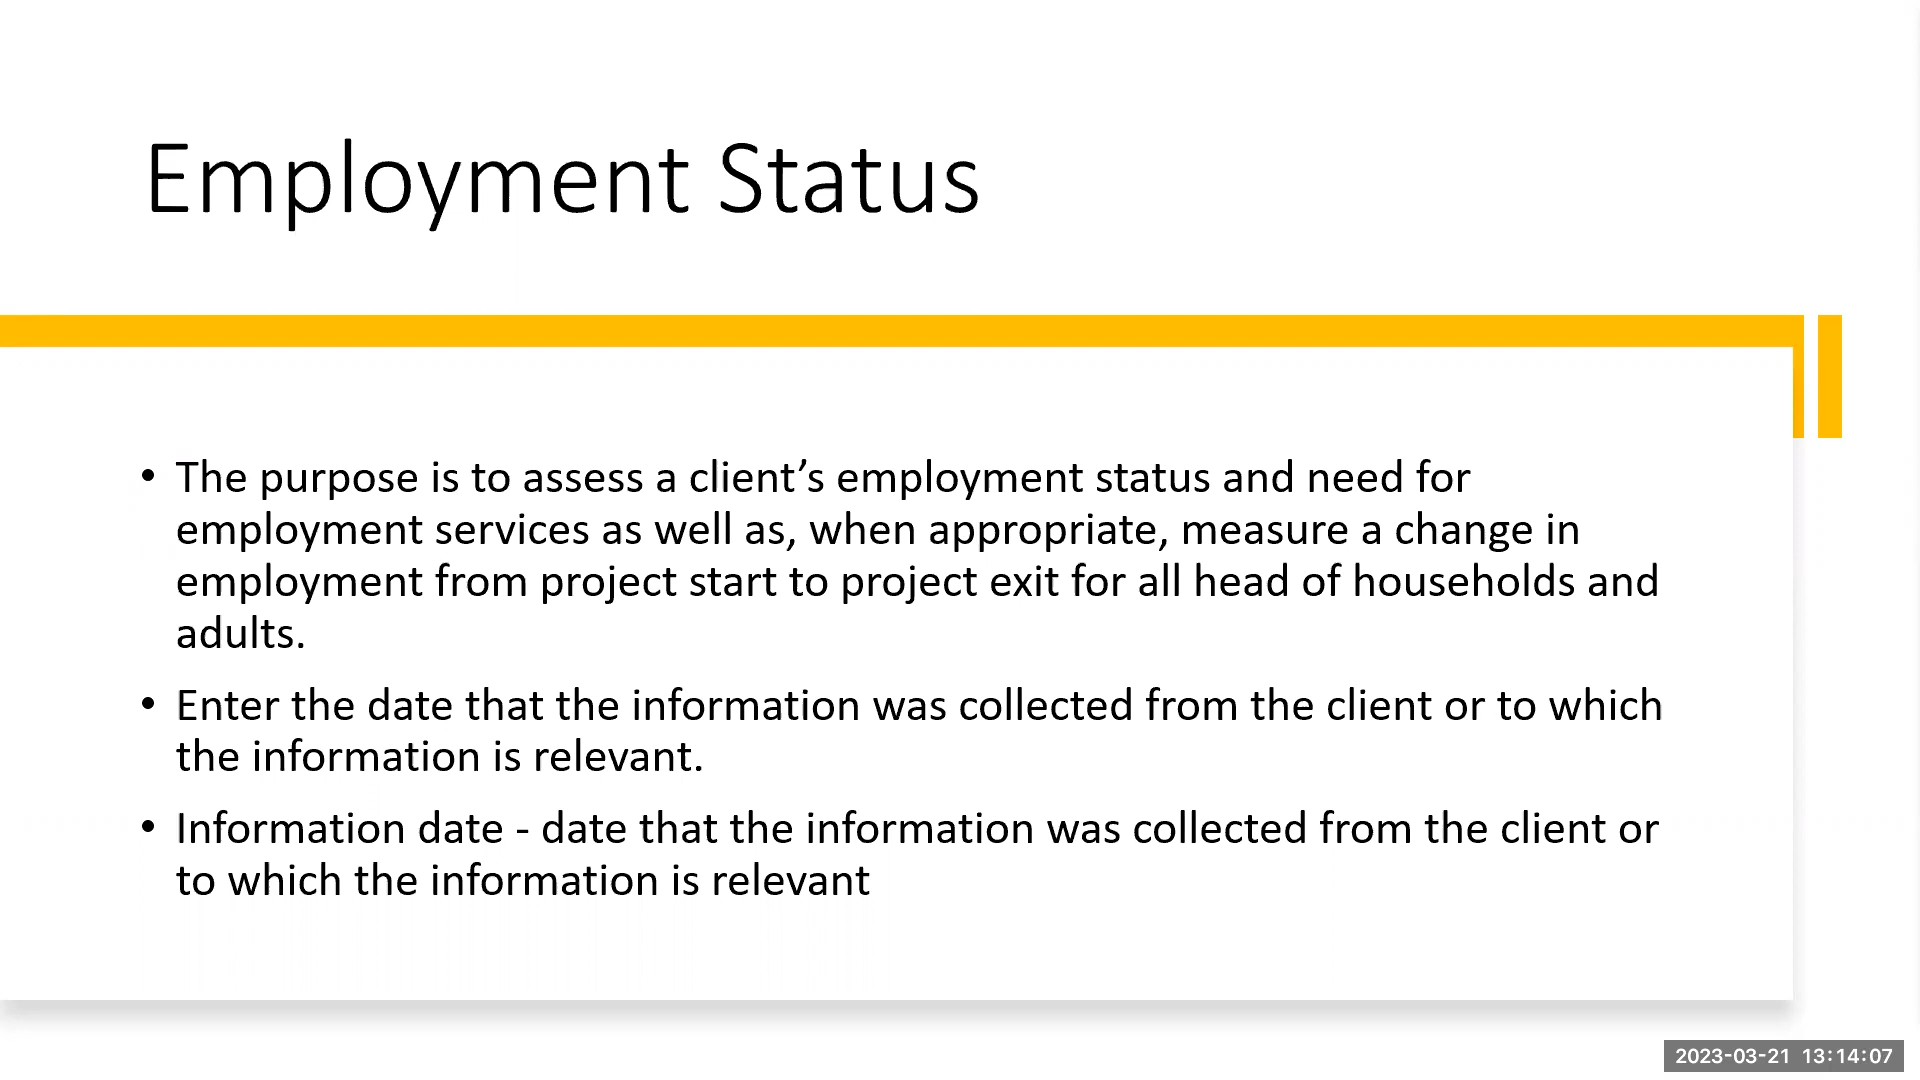 Employment Status
• The purpose is to assess a client’s employment status and need for
employment services as well as, when appropriate, measure a change in
employment from project start to project exit for all head of households and
adults.
• Enter the date that the information was collected from the client or to which
the information is relevant.
• Information date - date that the information was collected from the client or
to which the information is relevant
2023-03-21 13:14:07